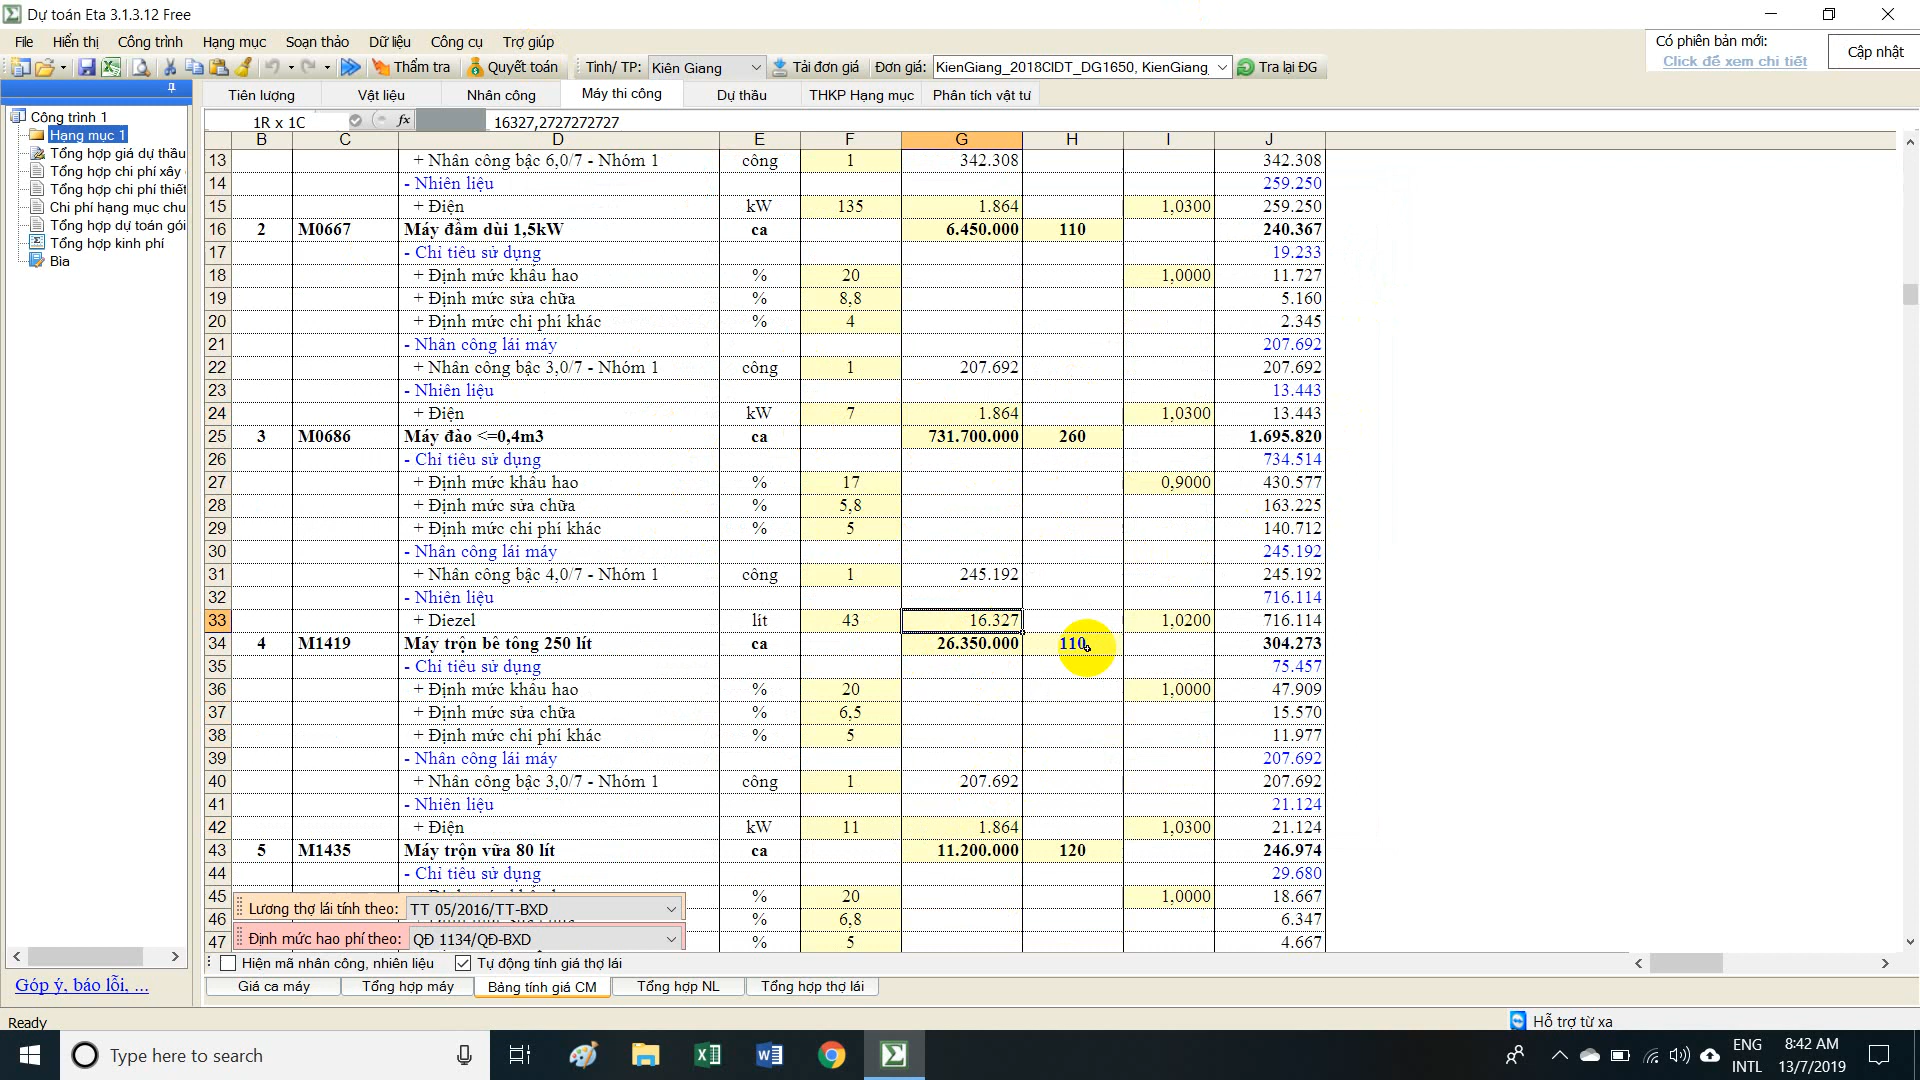 Dự toán Eta 3.1.3.12 Free
File Hiển thị Công trình Hạng mục Soạn thảo Dữ liệu Công cụ Trợ giúp
Có phiên bản mới:
Click để xem chi tiết
Cập nhật
Thẩm tra Quyết toán Tỉnh/ TP: Kiên Giang Tải đơn giá Đơn giá: KienGiang_2018CIDT_DG1650, KienGiang_ Tra lại ĐG
Tiên lượng Vật liệu Nhân công Máy thi công Dự thầu THKP Hạng mục Phân tích vật tư
1R x 1C fx 16327,2727272727
Công trình 1
Hạng mục 1
Tổng hợp giá dự thầu
Tổng hợp chi phí xây
Tổng hợp chi phí thiết
Chi phí hạng mục chu
Tổng hợp dự toán gói
Tổng hợp kinh phí
Bìa
B C D E F G H I J
13 + Nhân công bậc 6,0/7 - Nhóm 1 công 1 342.308 342.308
14 - Nhiên liệu 259.250
15 + Điện kW 135 1.864 1,0300 259.250
16 2 M0667 Máy đầm dùi 1,5kW ca 6.450.000 110 240.367
17 - Chỉ tiêu sử dụng 19.233
18 + Định mức khấu hao % 20 1,0000 11.727
19 + Định mức sửa chữa % 8,8 5.160
20 + Định mức chi phí khác % 4 2.345
21 - Nhân công lái máy 207.692
22 + Nhân công bậc 3,0/7 - Nhóm 1 công 1 207.692 207.692
23 - Nhiên liệu 13.443
24 + Điện kW 7 1.864 1,0300 13.443
25 3 M0686 Máy đào <=0,4m3 ca 731.700.000 260 1.695.820
26 - Chỉ tiêu sử dụng 734.514
27 + Định mức khấu hao % 17 0,9000 430.577
28 + Định mức sửa chữa % 5,8 163.225
29 + Định mức chi phí khác % 5 140.712
30 - Nhân công lái máy 245.192
31 + Nhân công bậc 4,0/7 - Nhóm 1 công 1 245.192 245.192
32 - Nhiên liệu 716.114
33 + Diezel lít 43 16.327 1,0200 716.114
34 4 M1419 Máy trộn bê tông 250 lít ca 26.350.000 110 304.273
35 - Chỉ tiêu sử dụng 75.457
36 + Định mức khấu hao % 20 1,0000 47.909
37 + Định mức sửa chữa % 6,5 15.570
38 + Định mức chi phí khác % 5 11.977
39 - Nhân công lái máy 207.692
40 + Nhân công bậc 3,0/7 - Nhóm 1 công 1 207.692 207.692
41 - Nhiên liệu 21.124
42 + Điện kW 11 1.864 1,0300 21.124
43 5 M1435 Máy trộn vữa 80 lít ca 11.200.000 120 246.974
44 - Chỉ tiêu sử dụng 29.680
45 % 20 1,0000 18.667
46 % 6,8 6.347
47 % 5 4.667
Lương thợ lái tính theo: TT 05/2016/TT-BXD
Định mức hao phí theo: QĐ 1134/QĐ-BXD
Hiện mã nhân công, nhiên liệu Tự động tính giá thợ lái
Góp ý, báo lỗi, ...
Giá ca máy Tổng hợp máy Bảng tính giá CM Tổng hợp NL Tổng hợp thợ lái
Ready Hỗ trợ từ xa
Type here to search
ENG
INTL
8:42 AM
13/7/2019